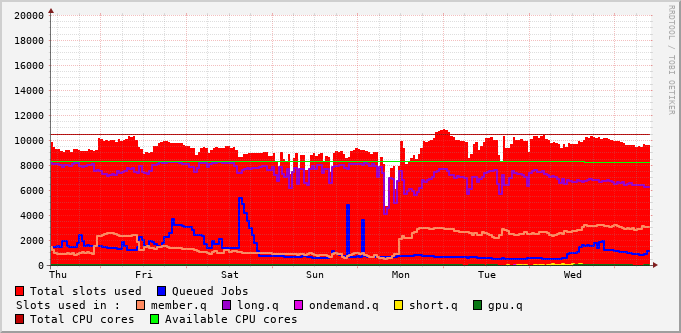 20000
18000
16000
14000
12000
10000
8000
6000
4000
2000
0
Thu Fri Sat Sun Mon Tue Wed
RRDTOOL / TOBI OETIKER
Total slots used Queued Jobs
Slots used in : member.q long.q ondemand.q short.q gpu.q
Total CPU cores Available CPU cores